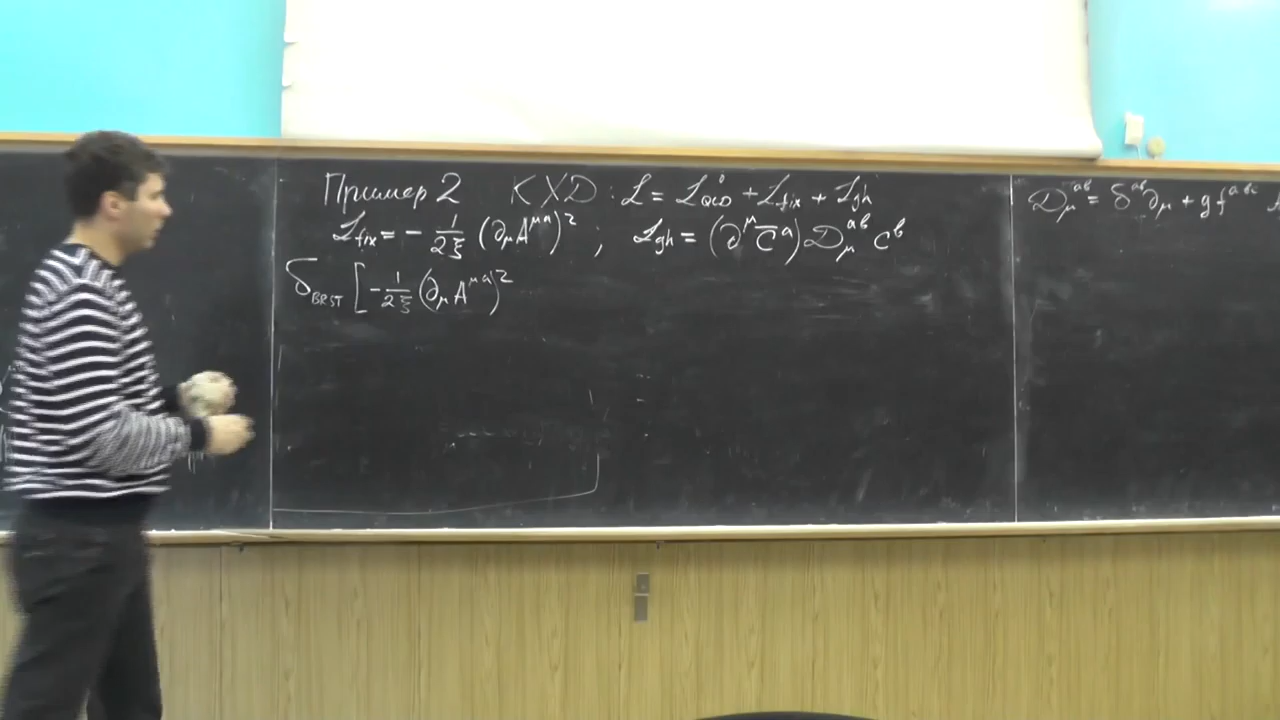 Пример 2 КХD : ℒ = ℒ⁰_QCD + ℒ_fix + ℒ_gh
ℒ_fix = - 1/2ξ (∂_μ A^{μa})² ; ℒ_gh = (∂^μ c̄^a) 𝒟_μ^{ab} c^b
δ_BRST [ - 1/2ξ (∂_μ A^{μa})²
𝒟_μ^{ab} = δ^{ab} ∂_μ + g f^{abc}